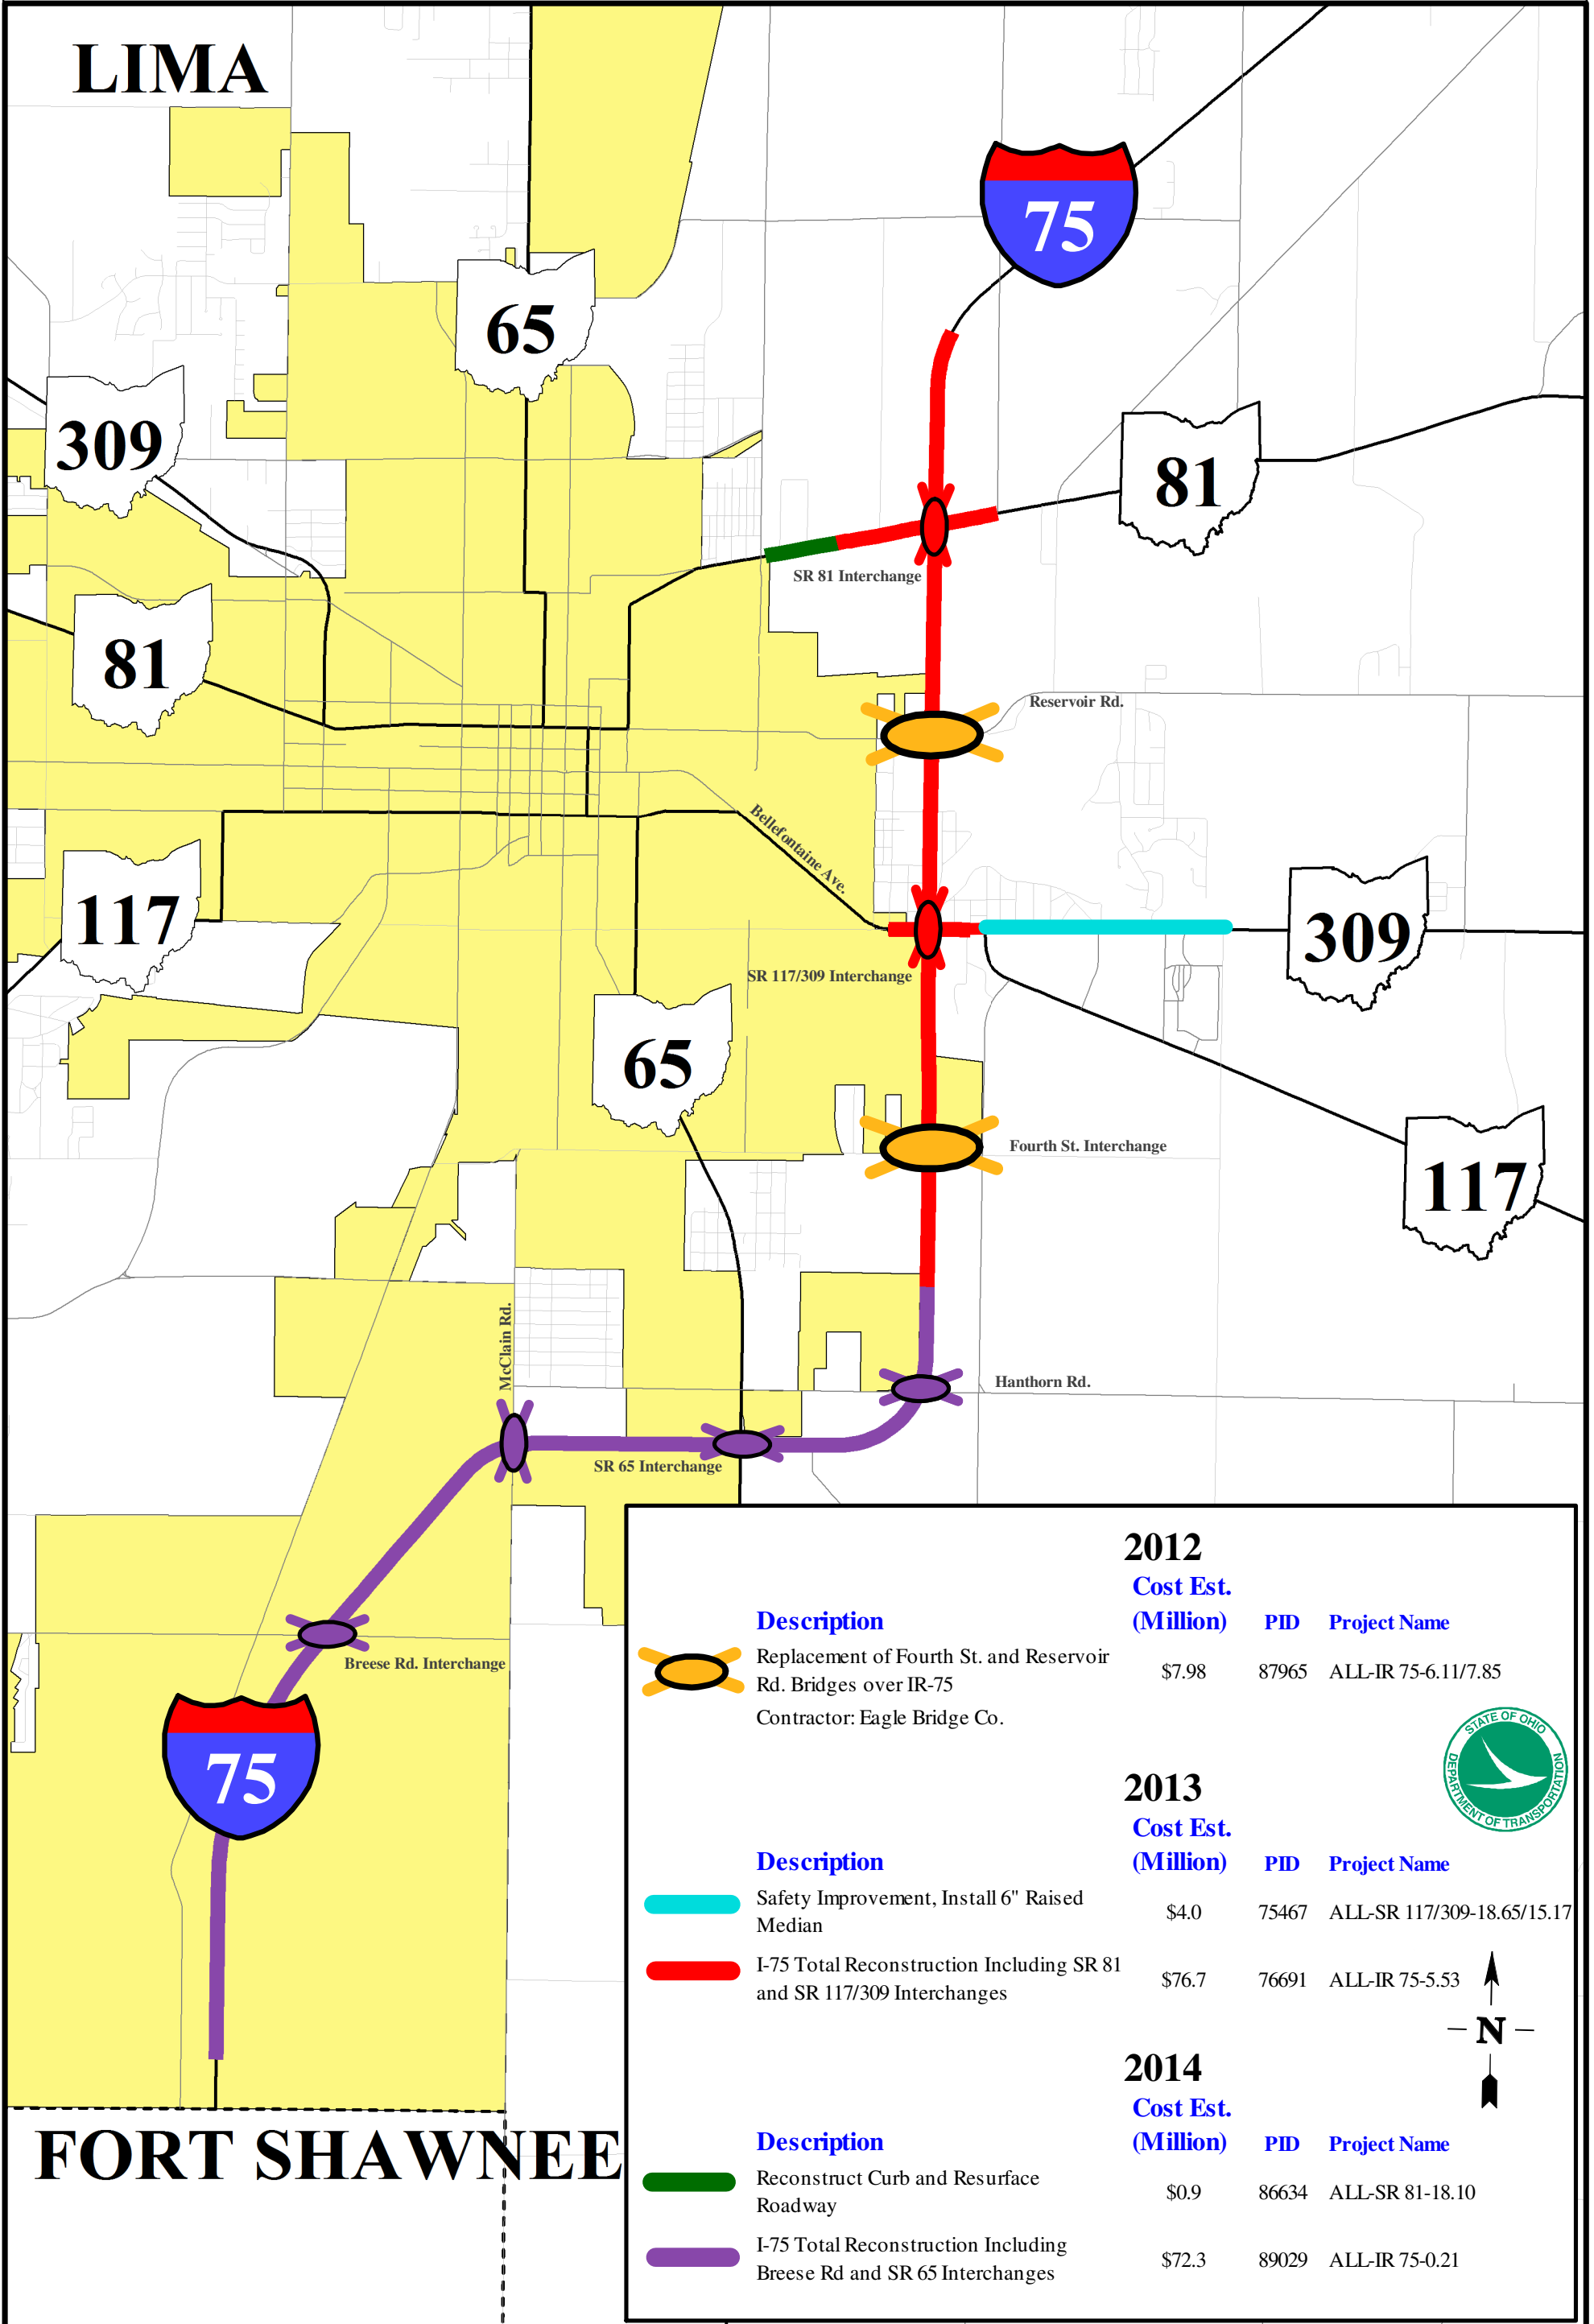 LIMA
75
65
309
81
SR 81 Interchange
81
Reservoir Rd.
Bellefontaine Ave.
117
309
SR 117/309 Interchange
65
Fourth St. Interchange
117
McClain Rd.
Hanthorn Rd.
SR 65 Interchange
Breese Rd. Interchange
75
FORT SHAWNEE
2012
Cost Est.
Description (Million) PID Project Name
Replacement of Fourth St. and Reservoir
Rd. Bridges over IR-75
$7.98 87965 ALL-IR 75-6.11/7.85
Contractor: Eagle Bridge Co.
STATE OF OHIO
DEPARTMENT OF TRANSPORTATION
2013
Cost Est.
Description (Million) PID Project Name
Safety Improvement, Install 6" Raised
Median
$4.0 75467 ALL-SR 117/309-18.65/15.17
I-75 Total Reconstruction Including SR 81
and SR 117/309 Interchanges
$76.7 76691 ALL-IR 75-5.53
N
2014
Cost Est.
Description (Million) PID Project Name
Reconstruct Curb and Resurface
Roadway
$0.9 86634 ALL-SR 81-18.10
I-75 Total Reconstruction Including
Breese Rd and SR 65 Interchanges
$72.3 89029 ALL-IR 75-0.21